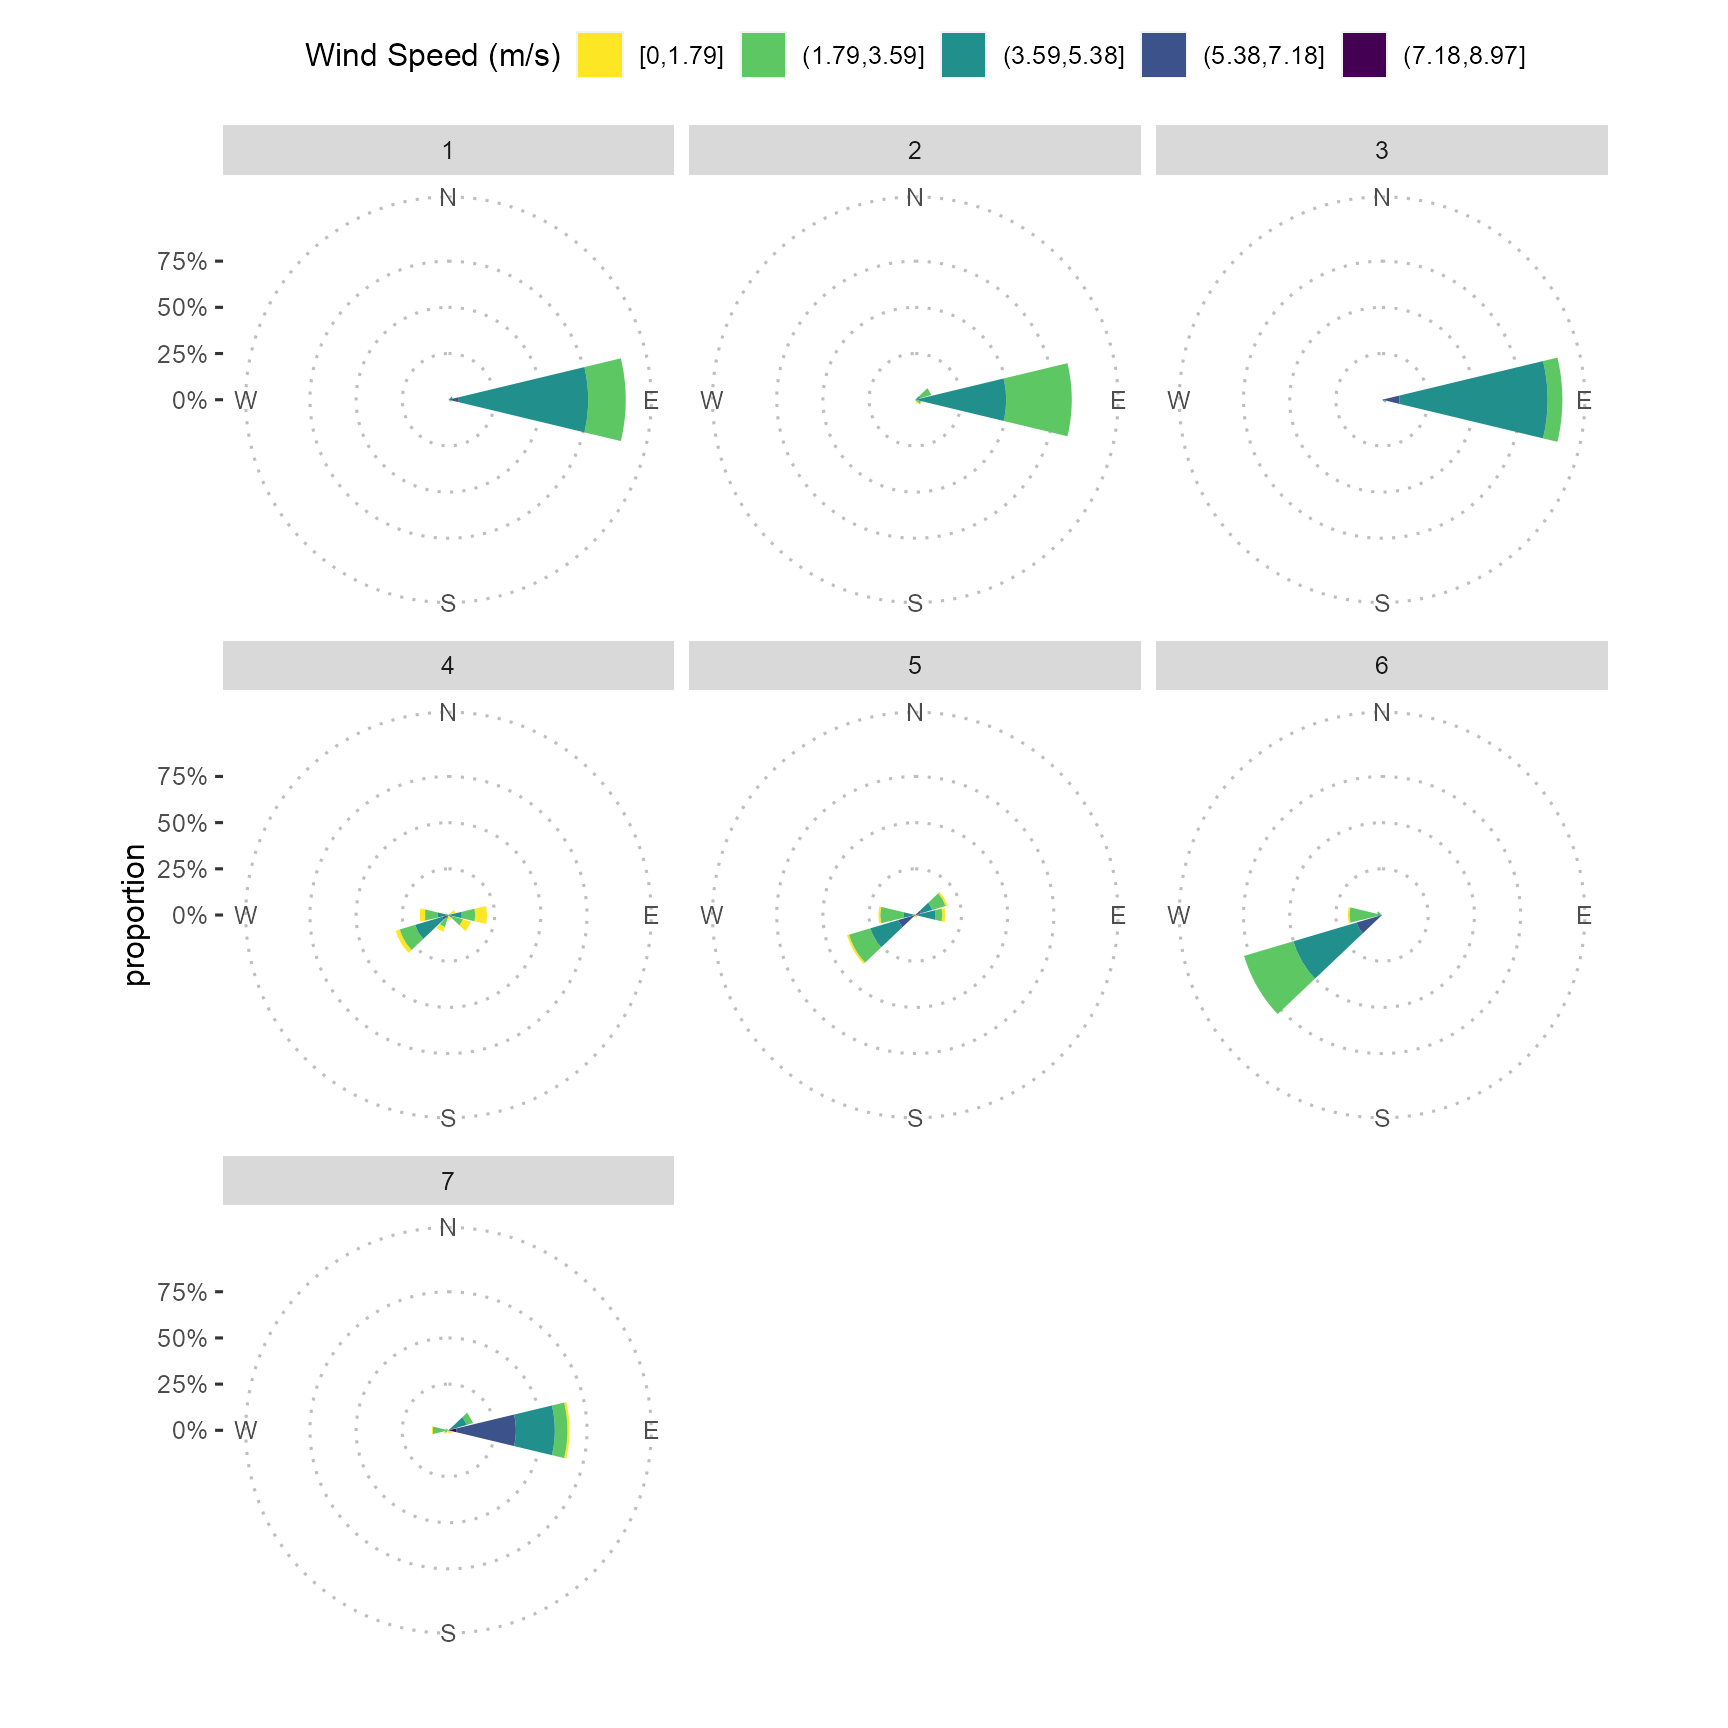 Wind Speed (m/s) [0,1.79] (1.79,3.59] (3.59,5.38] (5.38,7.18] (7.18,8.97]
1 2 3
N N N
75%
50%
25%
0% W E W E W E
S S S
4 5 6
N N N
75%
50%
25%
0% W E W E W E
proportion
S S S
7
N
75%
50%
25%
0% W E
S